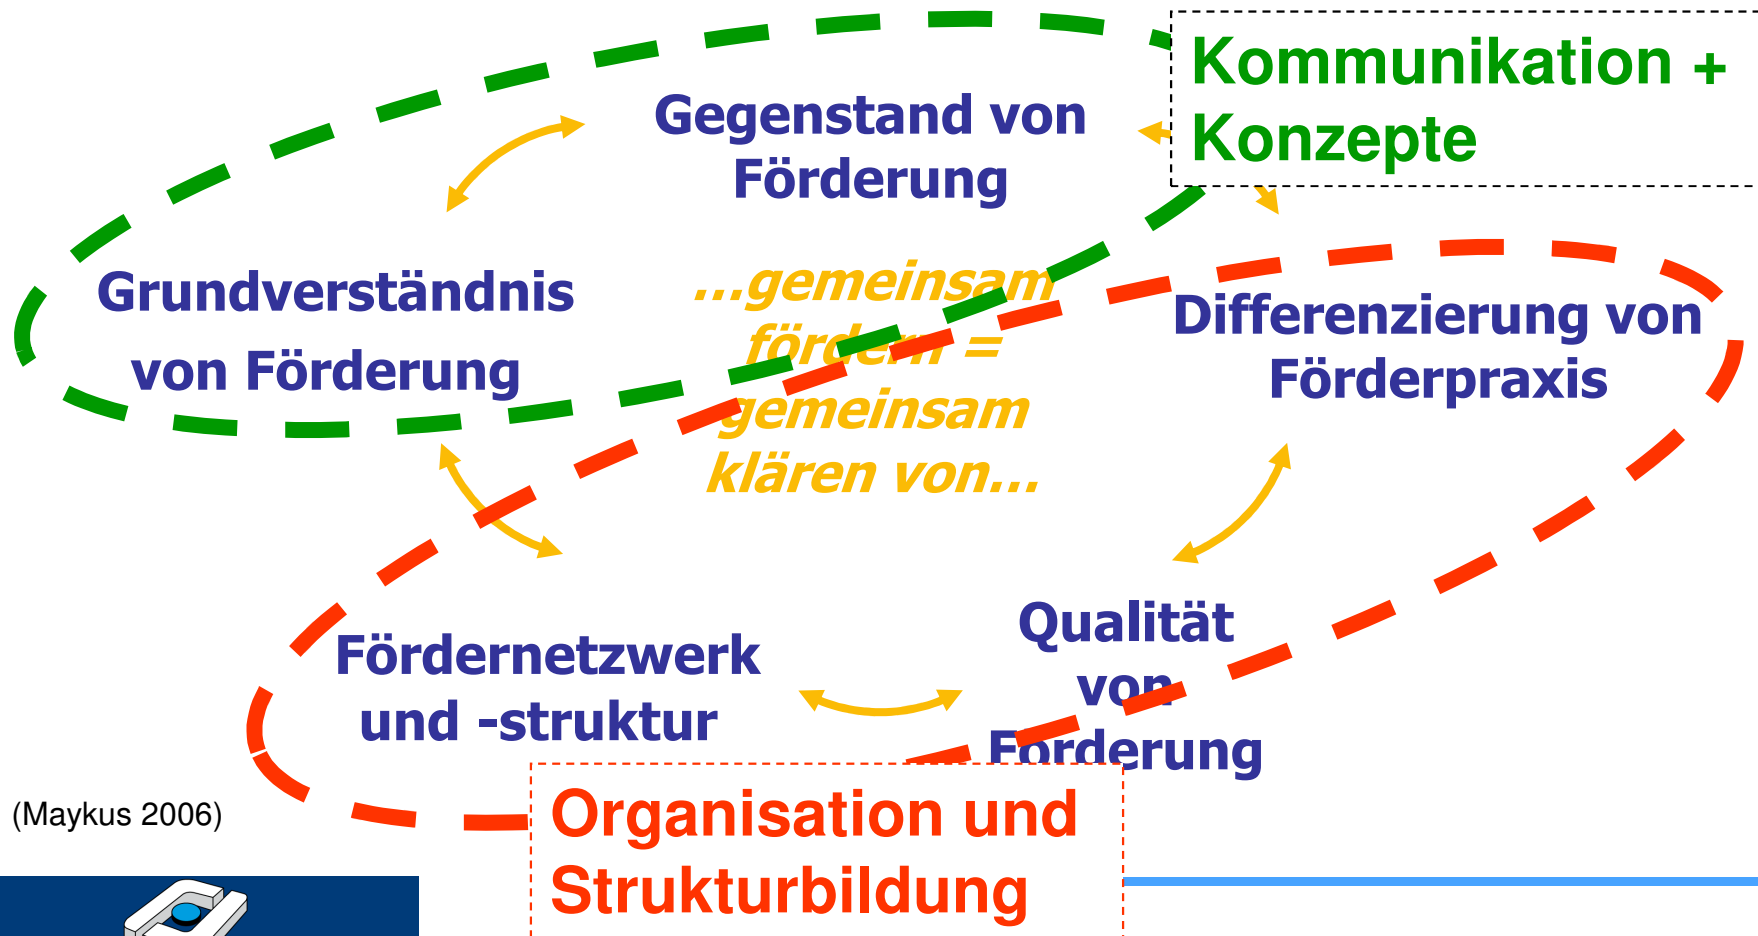 Kommunikation +
Konzepte
Gegenstand von
Förderung
Grundverständnis
von Förderung
...gemeinsam
fördern =
gemeinsam
klären von...
Differenzierung von
Förderpraxis
Fördernetzwerk
und -struktur
Qualität
von
Förderung
(Maykus 2006)
Organisation und
Strukturbildung